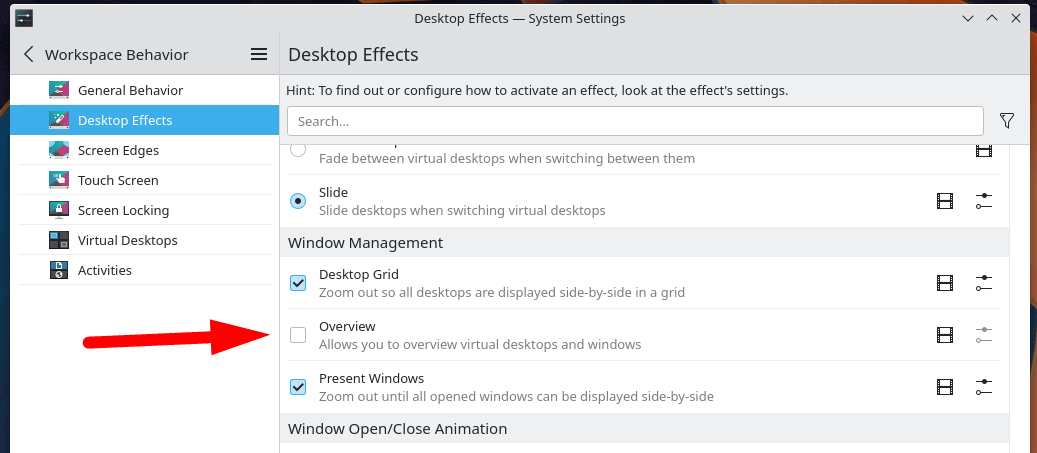 Desktop Effects — System Settings
Workspace Behavior
Desktop Effects
General Behavior
Desktop Effects
Screen Edges
Touch Screen
Screen Locking
Virtual Desktops
Activities
Hint: To find out or configure how to activate an effect, look at the effect's settings.
Search...
Fade between virtual desktops when switching between them
Slide
Slide desktops when switching virtual desktops
Window Management
Desktop Grid
Zoom out so all desktops are displayed side-by-side in a grid
Overview
Allows you to overview virtual desktops and windows
Present Windows
Zoom out until all opened windows can be displayed side-by-side
Window Open/Close Animation